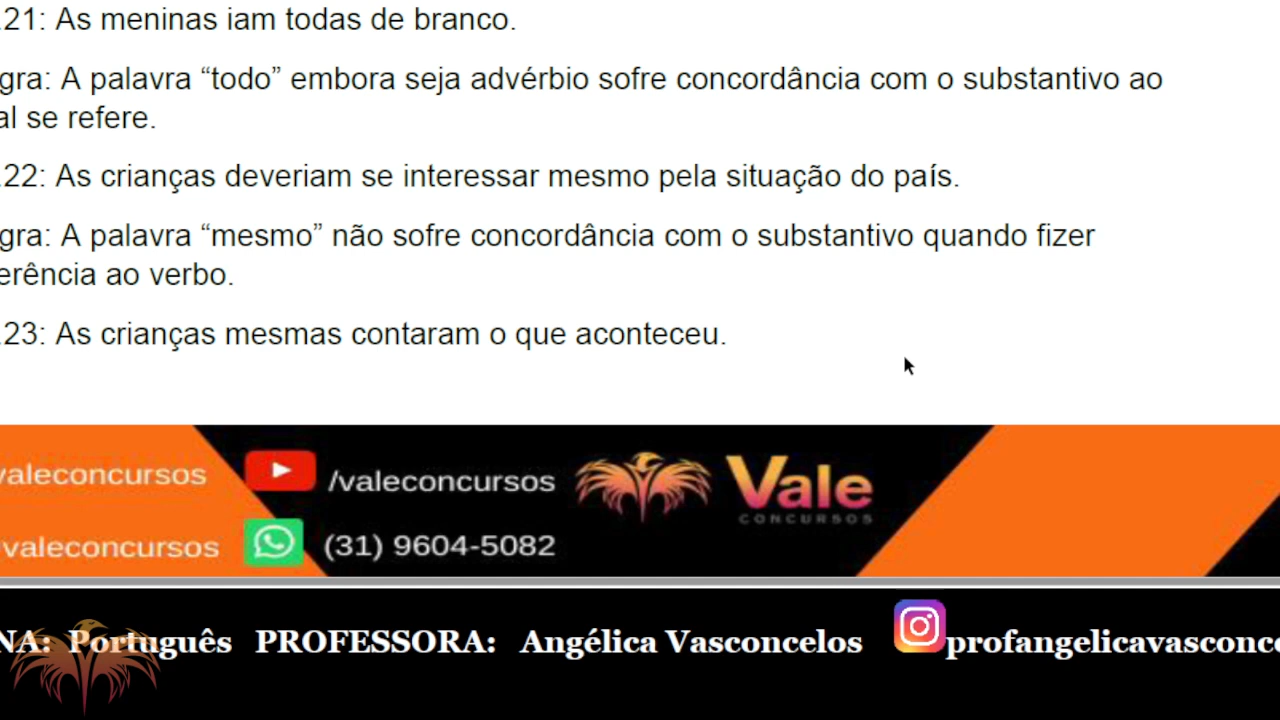 .21: As meninas iam todas de branco.
gra: A palavra “todo” embora seja advérbio sofre concordância com o substantivo ao
al se refere.
.22: As crianças deveriam se interessar mesmo pela situação do país.
gra: A palavra “mesmo” não sofre concordância com o substantivo quando fizer
erência ao verbo.
.23: As crianças mesmas contaram o que aconteceu.
valeconcursos
/valeconcursos
Vale
CONCURSOS
valeconcursos
(31) 9604-5082
NA: Português PROFESSORA: Angélica Vasconcelos profangelicavasconce